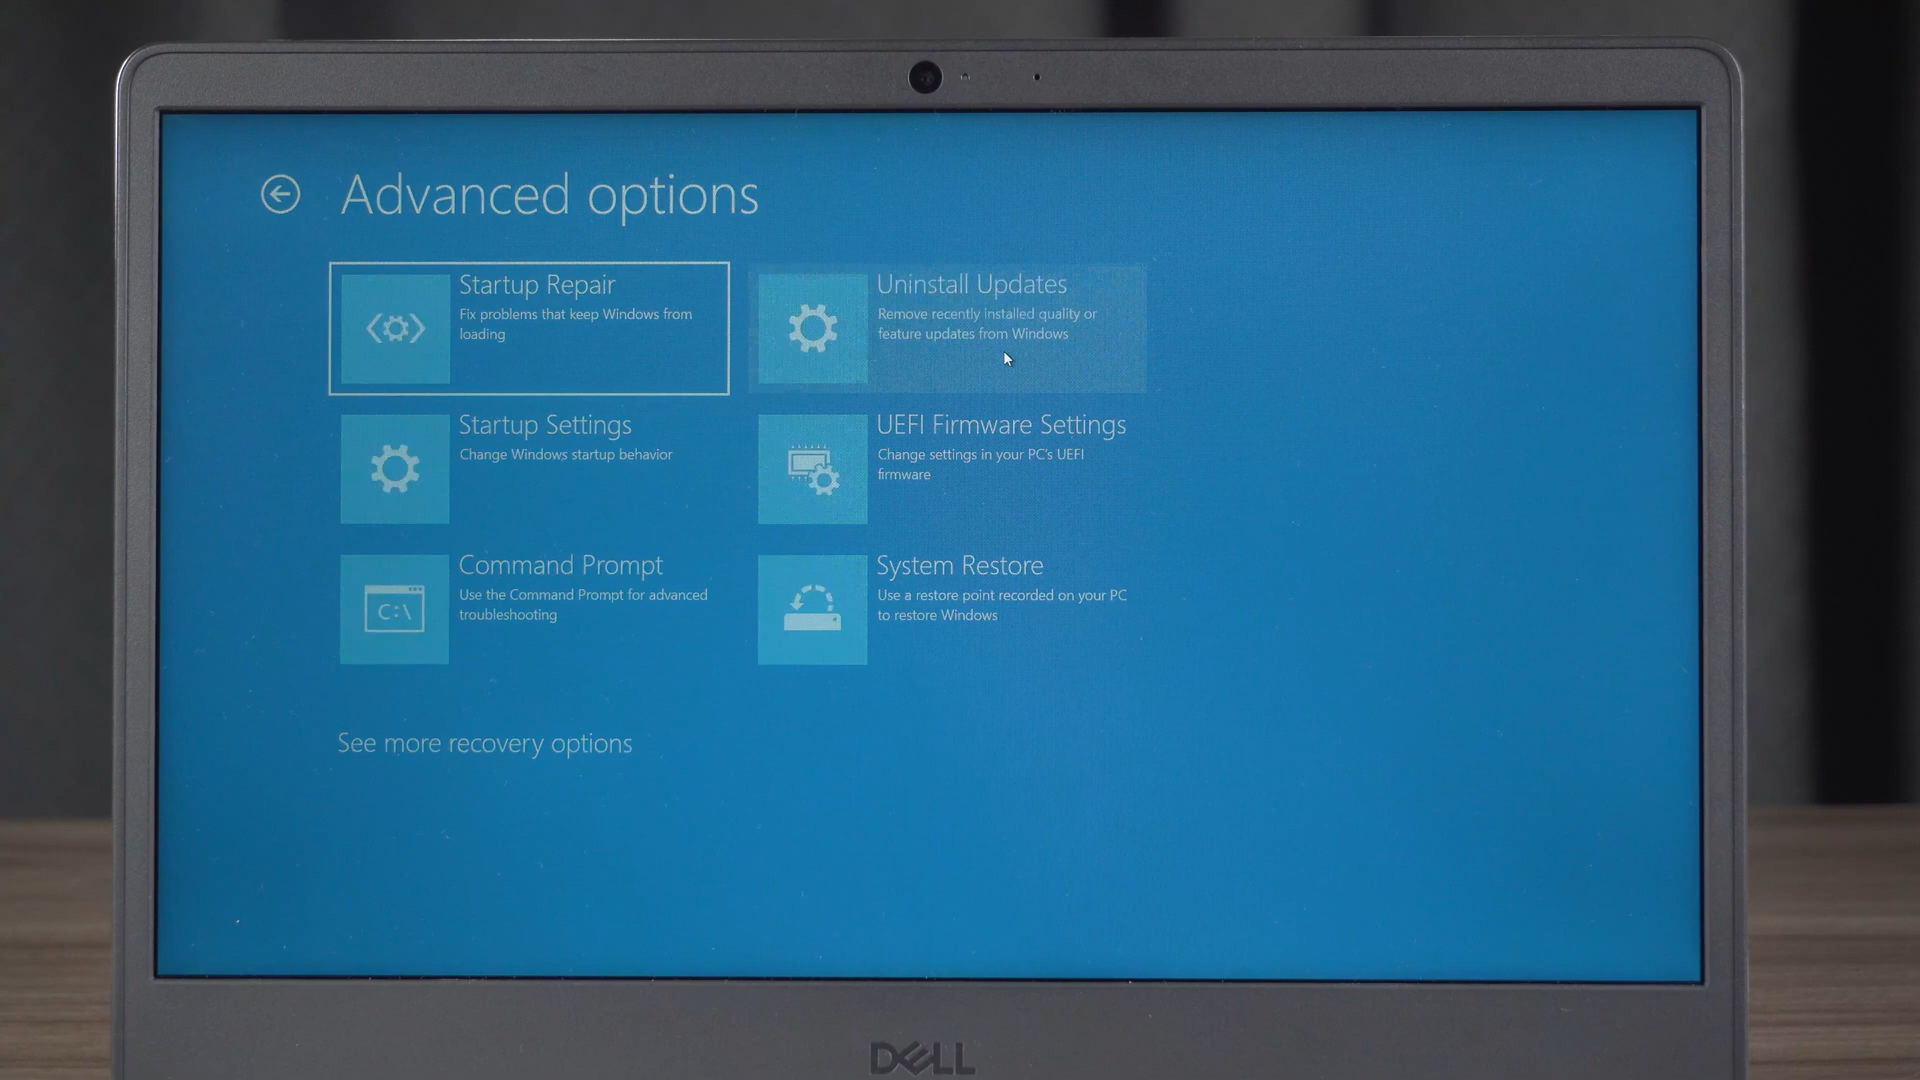 Advanced options
Startup Repair
Fix problems that keep Windows from
loading
Uninstall Updates
Remove recently installed quality or
feature updates from Windows
Startup Settings
Change Windows startup behavior
UEFI Firmware Settings
Change settings in your PC's UEFI
firmware
C:\
Command Prompt
Use the Command Prompt for advanced
troubleshooting
System Restore
Use a restore point recorded on your PC
to restore Windows
See more recovery options
DELL